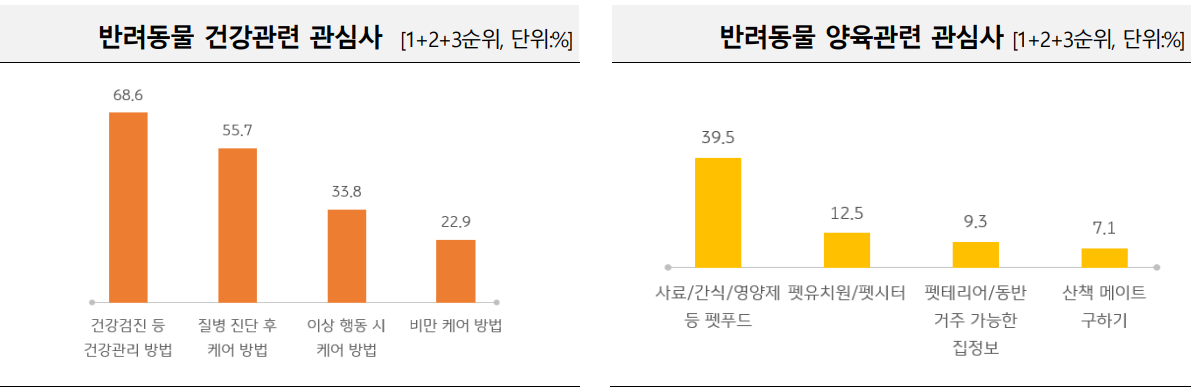 반려동물 건강관련 관심사 [1+2+3순위, 단위:%]
68.6
55.7
33.8
22.9
건강검진 등
건강관리 방법
질병 진단 후
케어 방법
이상 행동 시
케어 방법
비만 케어 방법
반려동물 양육관련 관심사 [1+2+3순위, 단위:%]
39.5
12.5
9.3
7.1
사료/간식/영양제
등 펫푸드
펫유치원/펫시터
펫테리어/동반
거주 가능한
집정보
산책 메이트
구하기